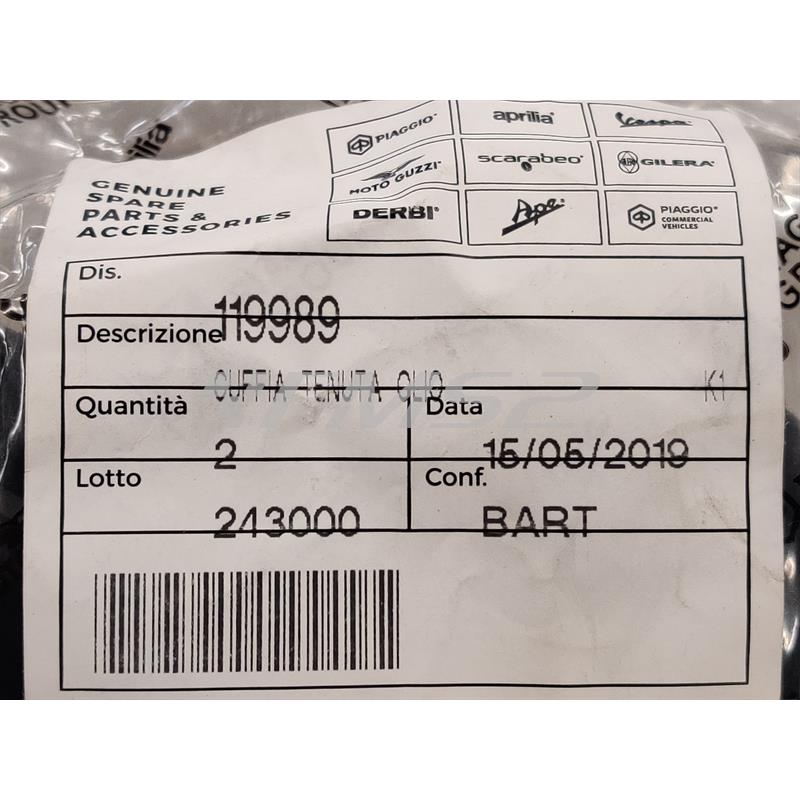 ROUP
GENUINE
SPARE
PARTS &
ACCESSORIES
PIAGGIO®
aprilia®
Vespa®
MOTO GUZZI®
scarabeo®
GILERA®
DERBI®
Ape®
PIAGGIO®
COMMERCIAL
VEHICLES
Dis.
119989
Descrizione
CUFFIA TENUTA OLIO K1
Quantità
2
Data
15/05/2019
Lotto
243000
Conf.
BART